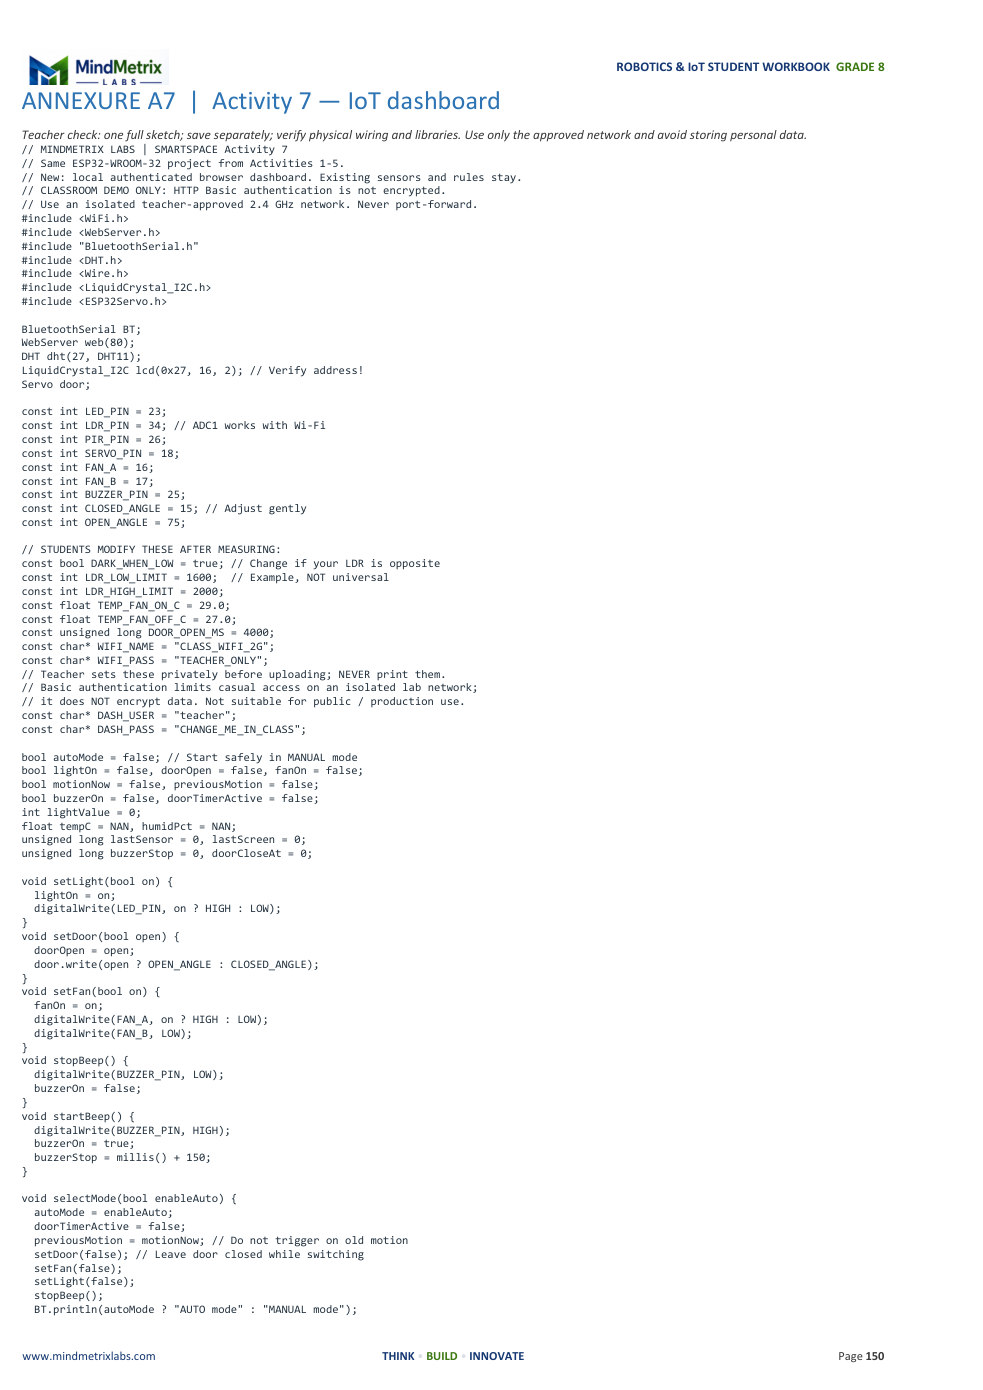 MindMetrix
LABS
ROBOTICS & IoT STUDENT WORKBOOK GRADE 8
ANNEXURE A7 | Activity 7 — IoT dashboard
Teacher check: one full sketch; save separately; verify physical wiring and libraries. Use only the approved network and avoid storing personal data.
// MINDMETRIX LABS | SMARTSPACE Activity 7
// Same ESP32-WROOM-32 project from Activities 1-5.
// New: local authenticated browser dashboard. Existing sensors and rules stay.
// CLASSROOM DEMO ONLY: HTTP Basic authentication is not encrypted.
// Use an isolated teacher-approved 2.4 GHz network. Never port-forward.
#include <WiFi.h>
#include <WebServer.h>
#include "BluetoothSerial.h"
#include <DHT.h>
#include <Wire.h>
#include <LiquidCrystal_I2C.h>
#include <ESP32Servo.h>

BluetoothSerial BT;
WebServer web(80);
DHT dht(27, DHT11);
LiquidCrystal_I2C lcd(0x27, 16, 2); // Verify address!
Servo door;

const int LED_PIN = 23;
const int LDR_PIN = 34; // ADC1 works with Wi-Fi
const int PIR_PIN = 26;
const int SERVO_PIN = 18;
const int FAN_A = 16;
const int FAN_B = 17;
const int BUZZER_PIN = 25;
const int CLOSED_ANGLE = 15; // Adjust gently
const int OPEN_ANGLE = 75;

// STUDENTS MODIFY THESE AFTER MEASURING:
const bool DARK_WHEN_LOW = true; // Change if your LDR is opposite
const int LDR_LOW_LIMIT = 1600;  // Example, NOT universal
const int LDR_HIGH_LIMIT = 2000;
const float TEMP_FAN_ON_C = 29.0;
const float TEMP_FAN_OFF_C = 27.0;
const unsigned long DOOR_OPEN_MS = 4000;
const char* WIFI_NAME = "CLASS_WIFI_2G";
const char* WIFI_PASS = "TEACHER_ONLY";
// Teacher sets these privately before uploading; NEVER print them.
// Basic authentication limits casual access on an isolated lab network;
// it does NOT encrypt data. Not suitable for public / production use.
const char* DASH_USER = "teacher";
const char* DASH_PASS = "CHANGE_ME_IN_CLASS";

bool autoMode = false; // Start safely in MANUAL mode
bool lightOn = false, doorOpen = false, fanOn = false;
bool motionNow = false, previousMotion = false;
bool buzzerOn = false, doorTimerActive = false;
int lightValue = 0;
float tempC = NAN, humidPct = NAN;
unsigned long lastSensor = 0, lastScreen = 0;
unsigned long buzzerStop = 0, doorCloseAt = 0;

void setLight(bool on) {
  lightOn = on;
  digitalWrite(LED_PIN, on ? HIGH : LOW);
}
void setDoor(bool open) {
  doorOpen = open;
  door.write(open ? OPEN_ANGLE : CLOSED_ANGLE);
}
void setFan(bool on) {
  fanOn = on;
  digitalWrite(FAN_A, on ? HIGH : LOW);
  digitalWrite(FAN_B, LOW);
}
void stopBeep() {
  digitalWrite(BUZZER_PIN, LOW);
  buzzerOn = false;
}
void startBeep() {
  digitalWrite(BUZZER_PIN, HIGH);
  buzzerOn = true;
  buzzerStop = millis() + 150;
}

void selectMode(bool enableAuto) {
  autoMode = enableAuto;
  doorTimerActive = false;
  previousMotion = motionNow; // Do not trigger on old motion
  setDoor(false); // Leave door closed while switching
  setFan(false);
  setLight(false);
  stopBeep();
  BT.println(autoMode ? "AUTO mode" : "MANUAL mode");
www.mindmetrixlabs.com
THINK • BUILD • INNOVATE
Page 150